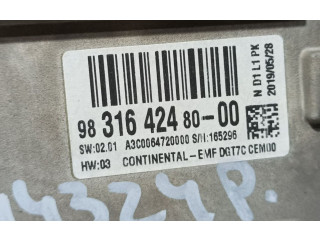 98 316 424 80-00
SW:02.01 A3C0064720000 S/N:165296
HW:03 CONTINENTAL-EMF DGT7C CEM00
N D1 L1 PK
2019/05/28
14324p.